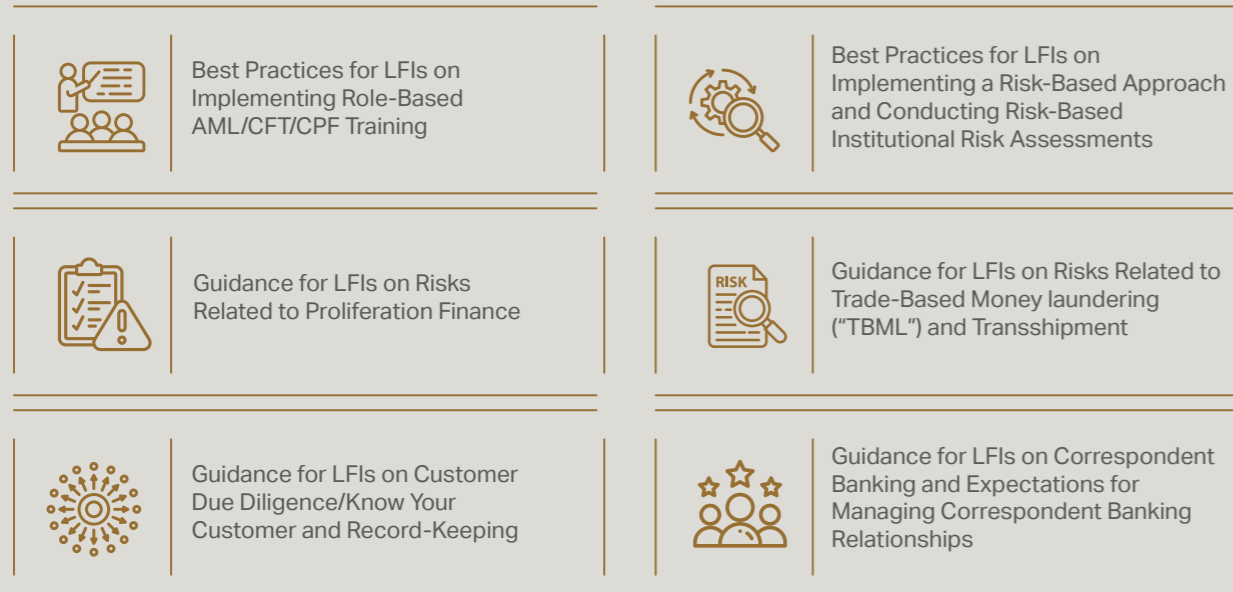 Best Practices for LFIs on
Implementing Role-Based
AML/CFT/CPF Training
Best Practices for LFIs on
Implementing a Risk-Based Approach
and Conducting Risk-Based
Institutional Risk Assessments
Guidance for LFIs on Risks
Related to Proliferation Finance
RISK
Guidance for LFIs on Risks Related to
Trade-Based Money laundering
(“TBML”) and Transshipment
Guidance for LFIs on Customer
Due Diligence/Know Your
Customer and Record-Keeping
Guidance for LFIs on Correspondent
Banking and Expectations for
Managing Correspondent Banking
Relationships